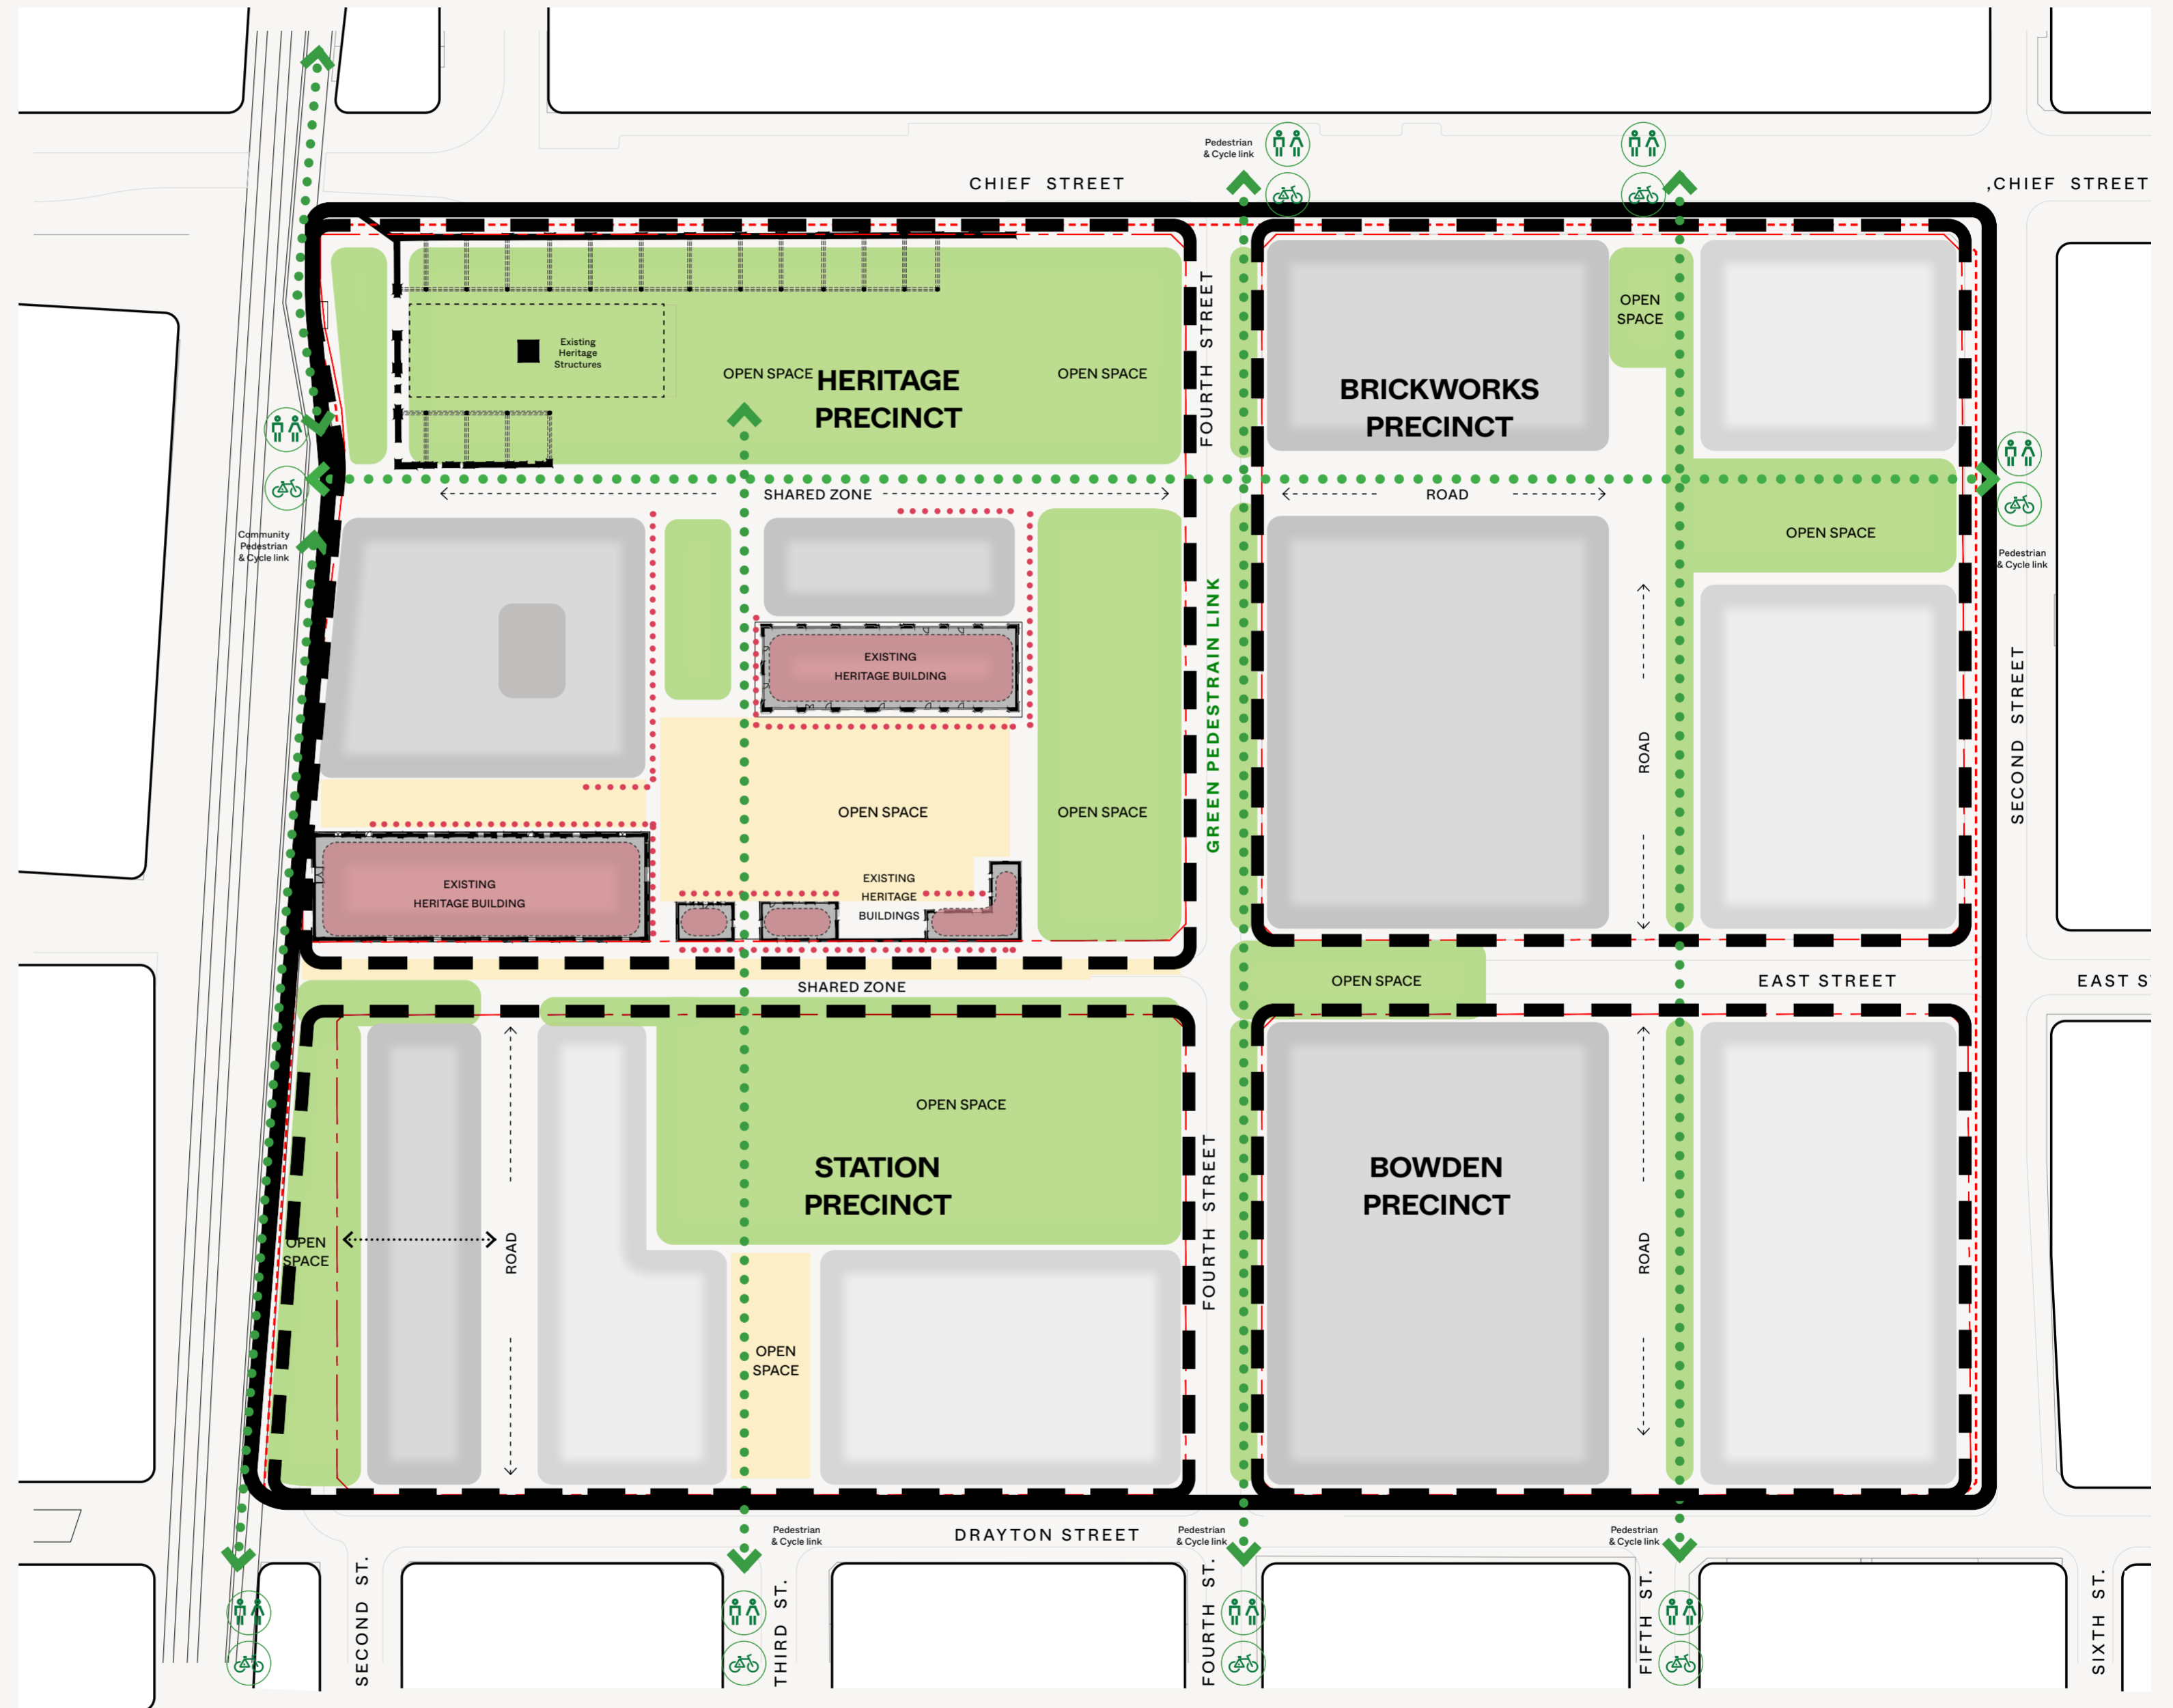 Pedestrian
& Cycle link
CHIEF STREET
,CHIEF STREET
Existing
Heritage
Structures
OPEN SPACE
HERITAGE
PRECINCT
OPEN SPACE
FOURTH STREET
BRICKWORKS
PRECINCT
OPEN
SPACE
SHARED ZONE
ROAD
OPEN SPACE
Community
Pedestrian
& Cycle link
Pedestrian
& Cycle link
EXISTING
HERITAGE BUILDING
GREEN PEDESTRAIN LINK
ROAD
SECOND STREET
OPEN SPACE
OPEN SPACE
EXISTING
HERITAGE BUILDING
EXISTING
HERITAGE
BUILDINGS
SHARED ZONE
OPEN SPACE
EAST STREET
EAST S
OPEN SPACE
STATION
PRECINCT
BOWDEN
PRECINCT
FOURTH STREET
OPEN
SPACE
ROAD
ROAD
OPEN
SPACE
Pedestrian
& Cycle link
DRAYTON STREET
Pedestrian
& Cycle link
Pedestrian
& Cycle link
SECOND ST.
THIRD ST.
FOURTH ST.
FIFTH ST.
SIXTH ST.